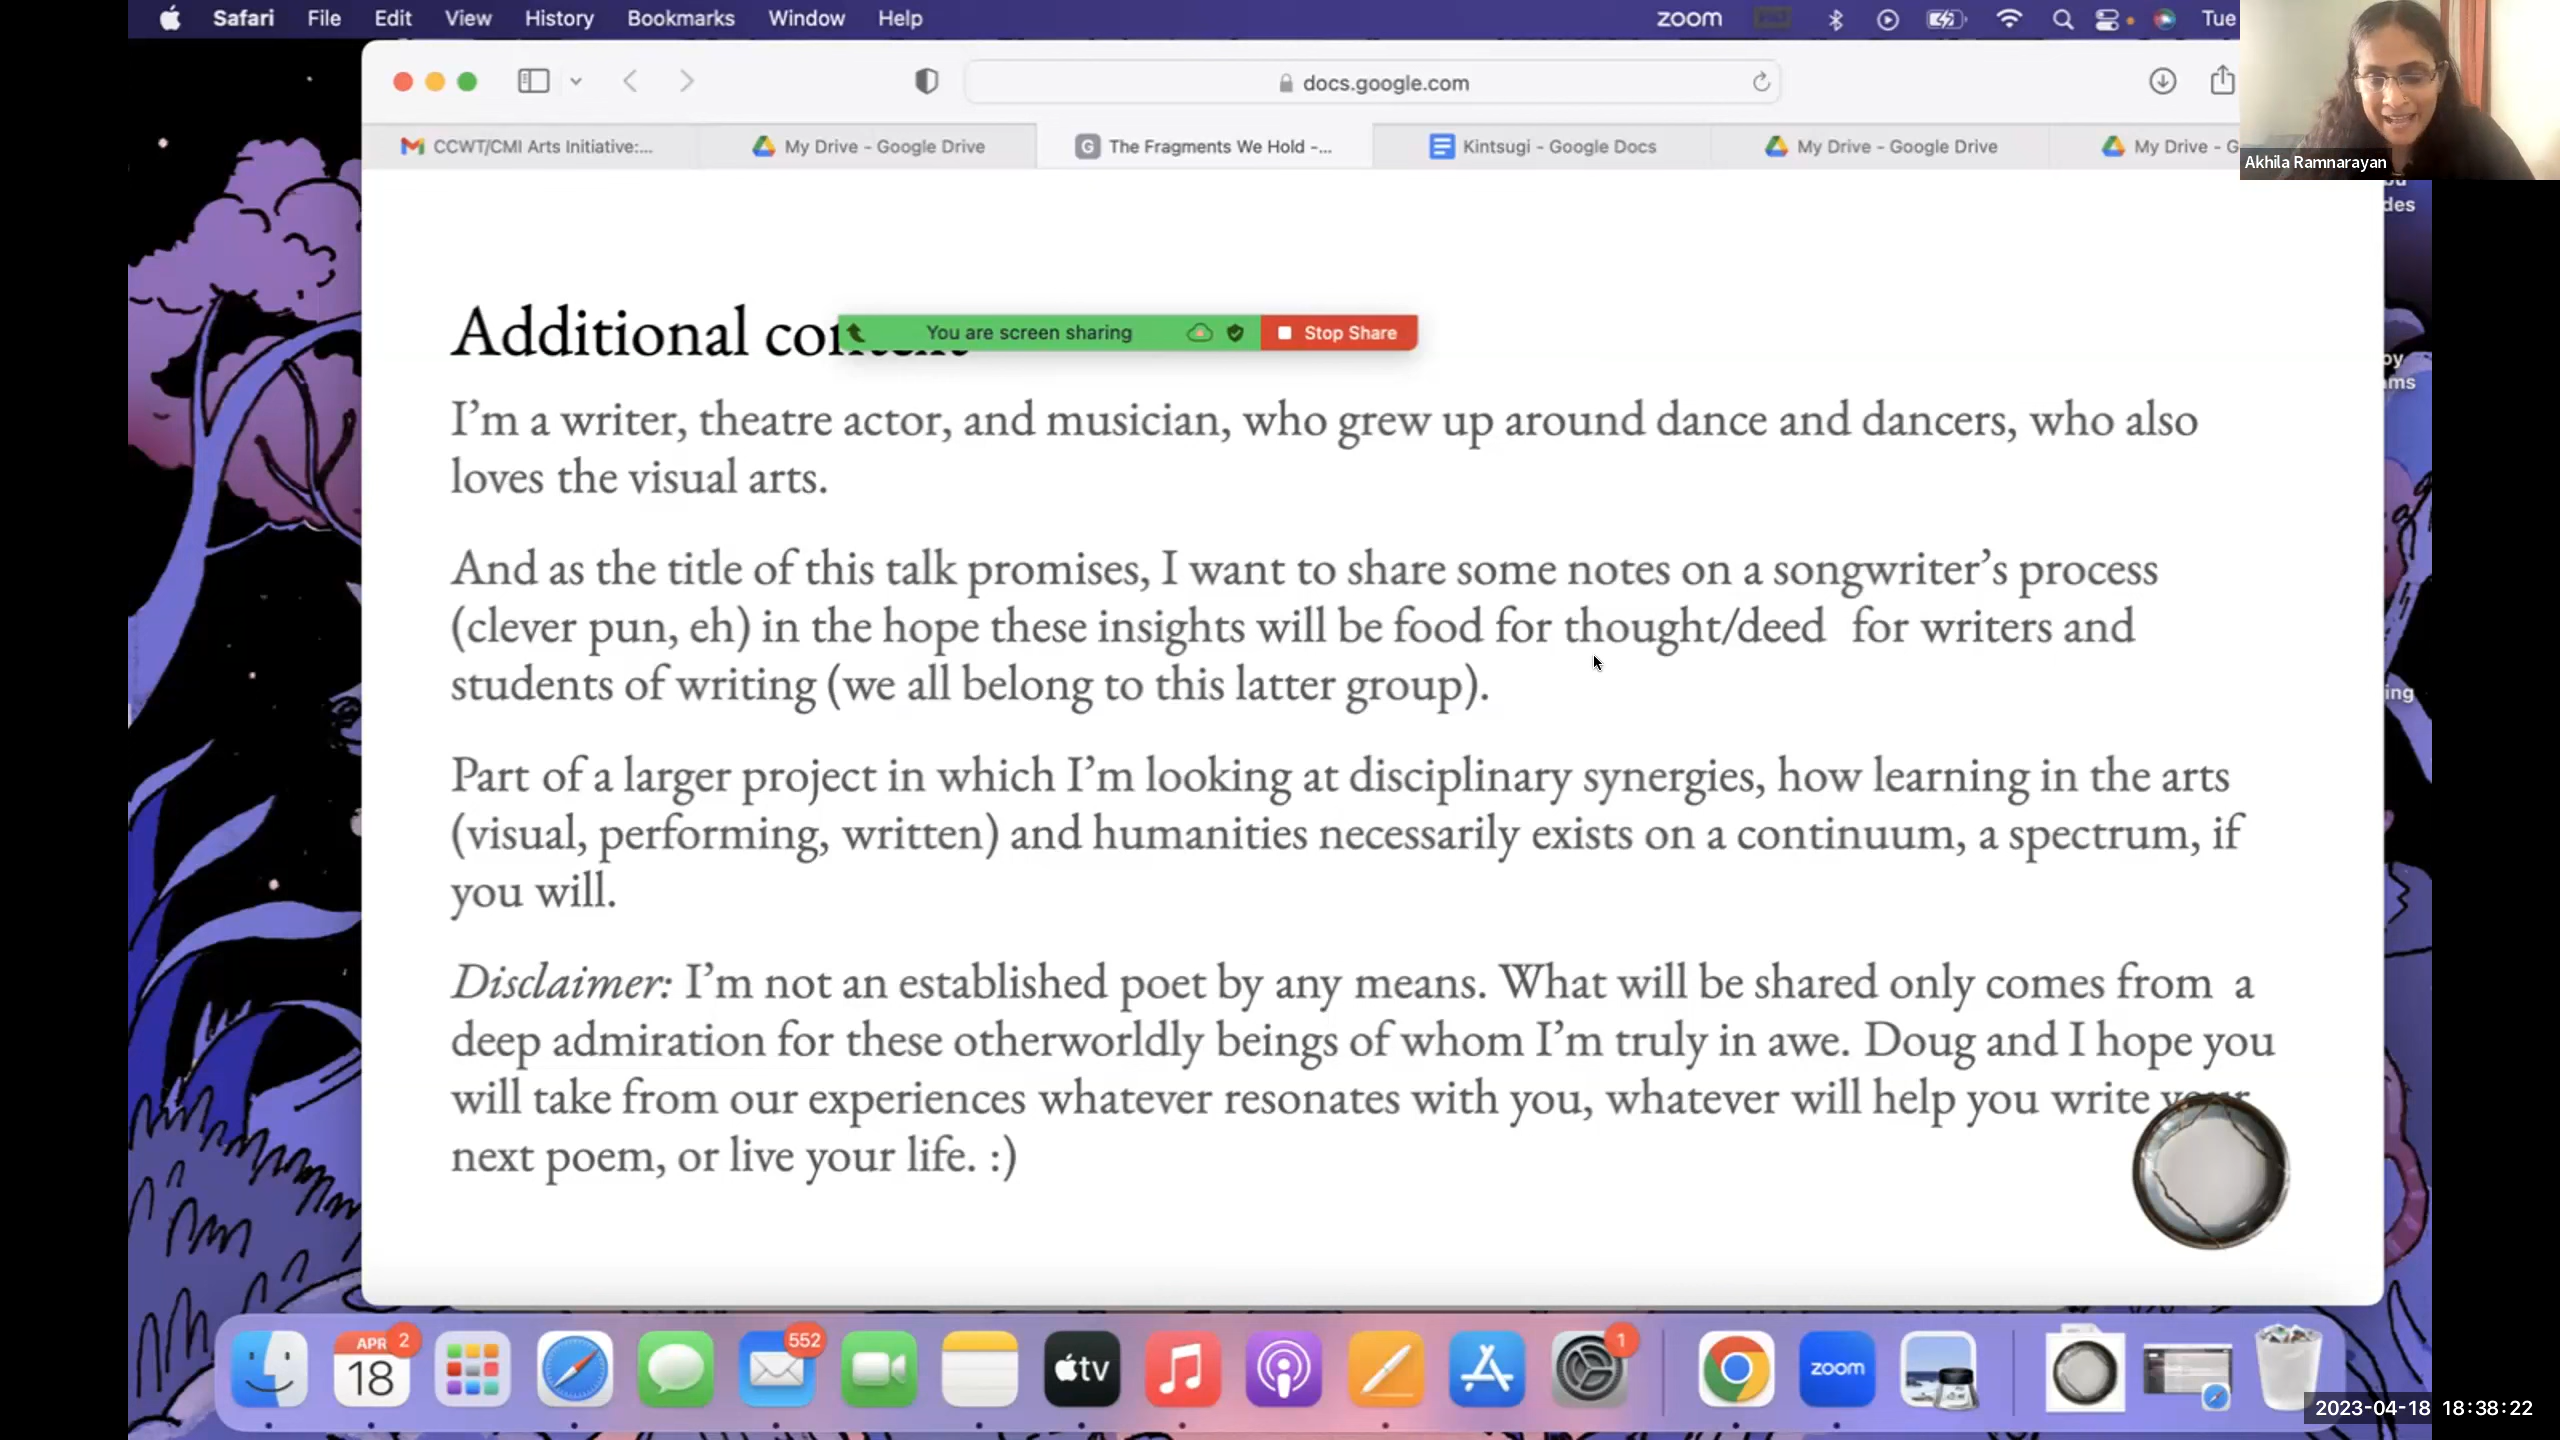 Safari File Edit View History Bookmarks Window Help zoom Tue
docs.google.com
CCWT/CMI Arts Initiative:... My Drive - Google Drive The Fragments We Hold -... Kintsugi - Google Docs My Drive - Google Drive My Drive - G
Akhila Ramnarayan
des
Additional
You are screen sharing Stop Share
I'm a writer, theatre actor, and musician, who grew up around dance and dancers, who also
loves the visual arts.
And as the title of this talk promises, I want to share some notes on a songwriter's process
(clever pun, eh) in the hope these insights will be food for thought/deed for writers and
students of writing (we all belong to this latter group).
Part of a larger project in which I'm looking at disciplinary synergies, how learning in the arts
(visual, performing, written) and humanities necessarily exists on a continuum, a spectrum, if
you will.
Disclaimer: I'm not an established poet by any means. What will be shared only comes from a
deep admiration for these otherworldly beings of whom I'm truly in awe. Doug and I hope you
will take from our experiences whatever resonates with you, whatever will help you write your
next poem, or live your life. :)
oy
ms
ing
APR 2
18
552
tv
1
zoom
2023-04-18 18:38:22